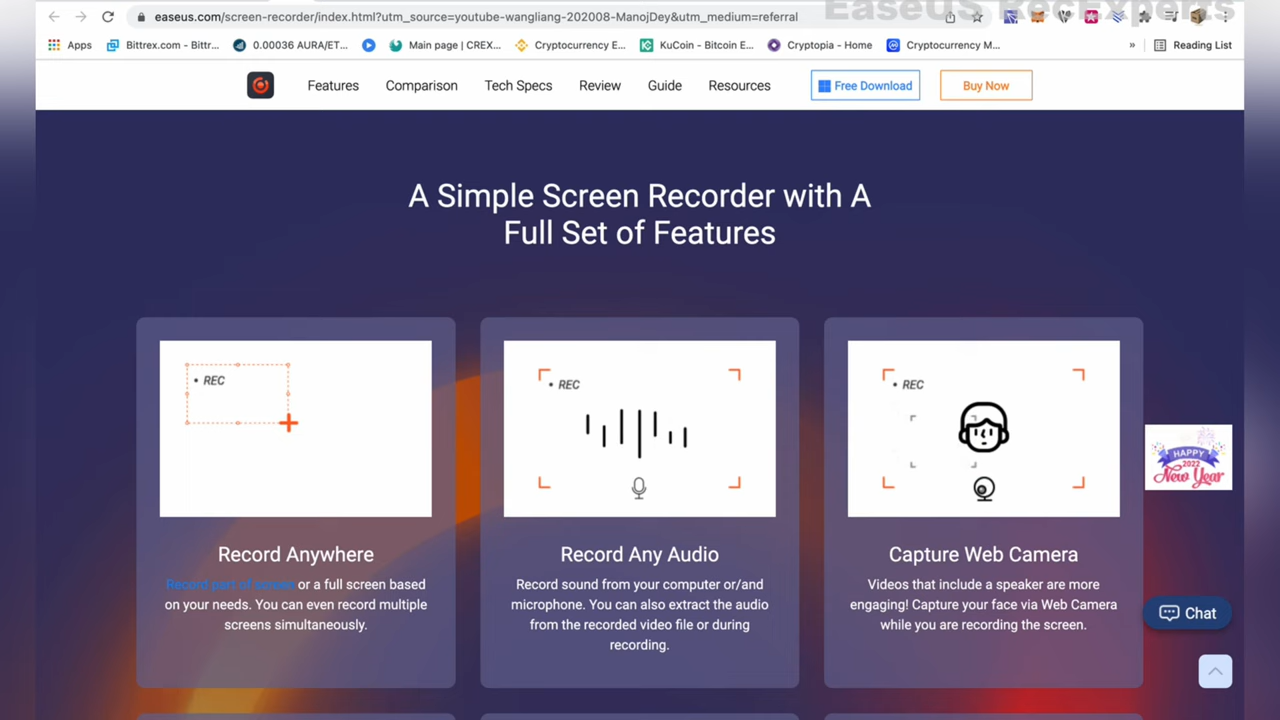 EaseUS RecExperts
easeus.com/screen-recorder/index.html?utm_source=youtube-wangliang-202008-ManojDey&utm_medium=referral
Apps Bittrex.com - Bittr... 0.00036 AURA/ET... Main page | CREX... Cryptocurrency E... KuCoin - Bitcoin E... Cryptopia - Home Cryptocurrency M... » Reading List
Features Comparison Tech Specs Review Guide Resources Free Download Buy Now
A Simple Screen Recorder with A
Full Set of Features
• REC
• REC
• REC
HAPPY
2022
New Year
Record Anywhere
Record part of screen or a full screen based
on your needs. You can even record multiple
screens simultaneously.
Record Any Audio
Record sound from your computer or/and
microphone. You can also extract the audio
from the recorded video file or during
recording.
Capture Web Camera
Videos that include a speaker are more
engaging! Capture your face via Web Camera
while you are recording the screen.
Chat